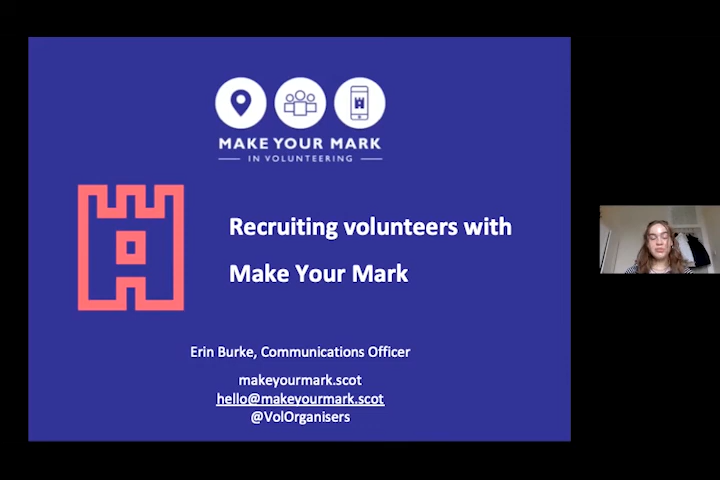 MAKE YOUR MARK
IN VOLUNTEERING
Recruiting volunteers with
Make Your Mark
Erin Burke, Communications Officer
makeyourmark.scot
hello@makeyourmark.scot
@VolOrganisers